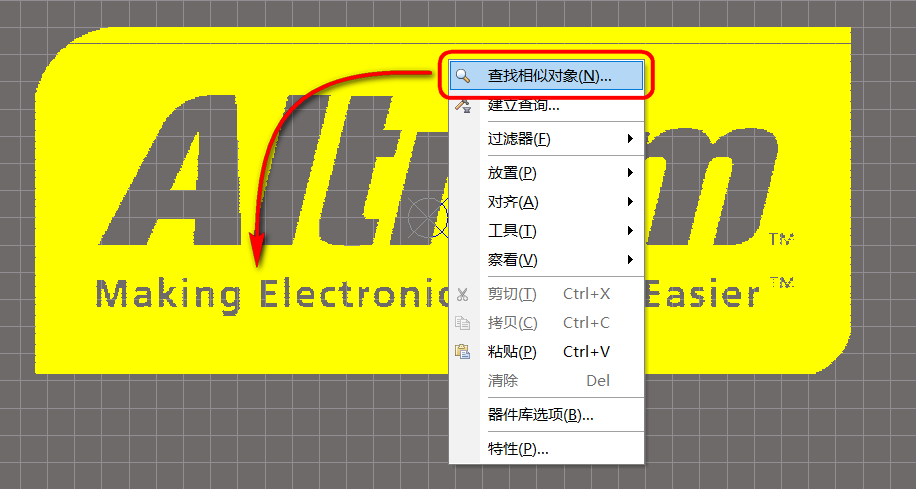 Alt
m
TM
Making Electronic
Easier
TM
查找相似对象(N)...
建立查询...
过滤器(F)
放置(P)
对齐(A)
工具(T)
察看(V)
剪切(T) Ctrl+X
拷贝(C) Ctrl+C
粘贴(P) Ctrl+V
清除 Del
器件库选项(B)...
特性(P)...